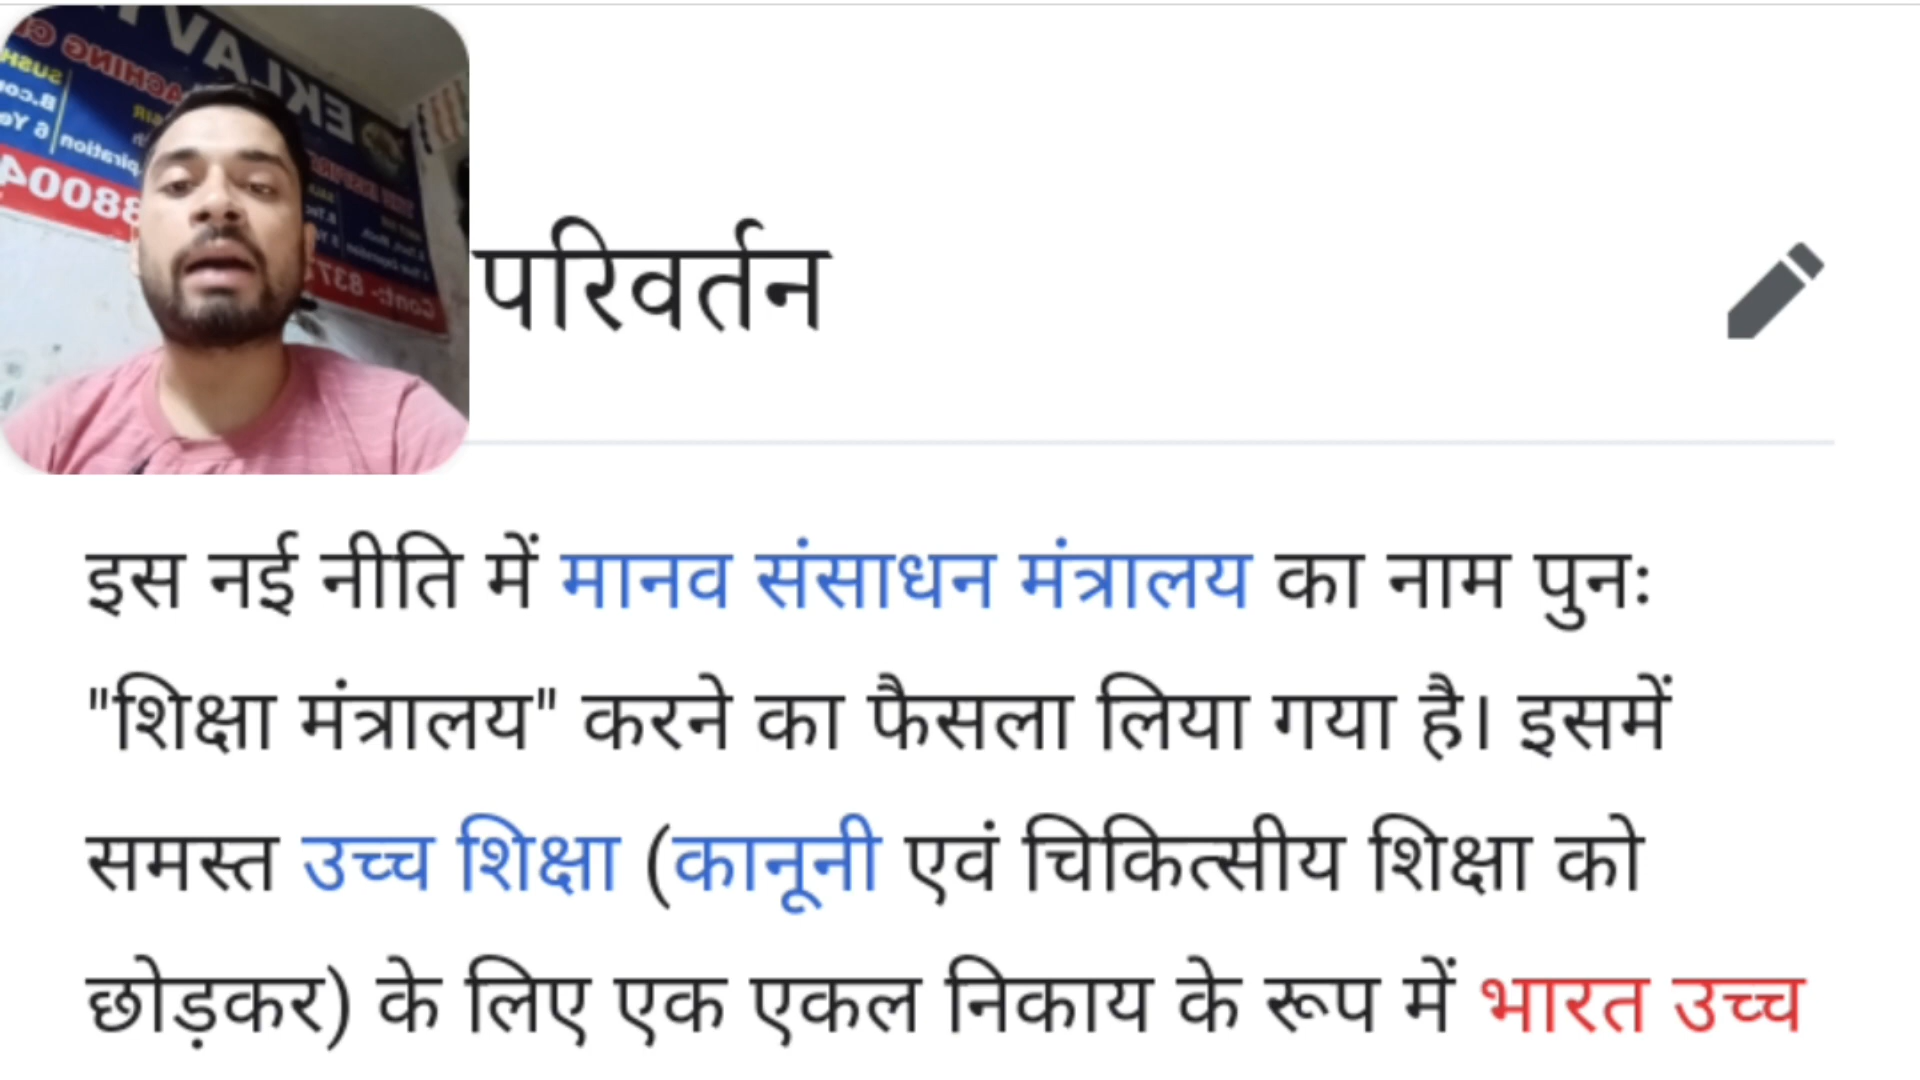 EKLAV
परिवर्तन
इस नई नीति में मानव संसाधन मंत्रालय का नाम पुनः
"शिक्षा मंत्रालय" करने का फैसला लिया गया है। इसमें
समस्त उच्च शिक्षा (कानूनी एवं चिकित्सीय शिक्षा को
छोड़कर) के लिए एक एकल निकाय के रूप में भारत उच्च